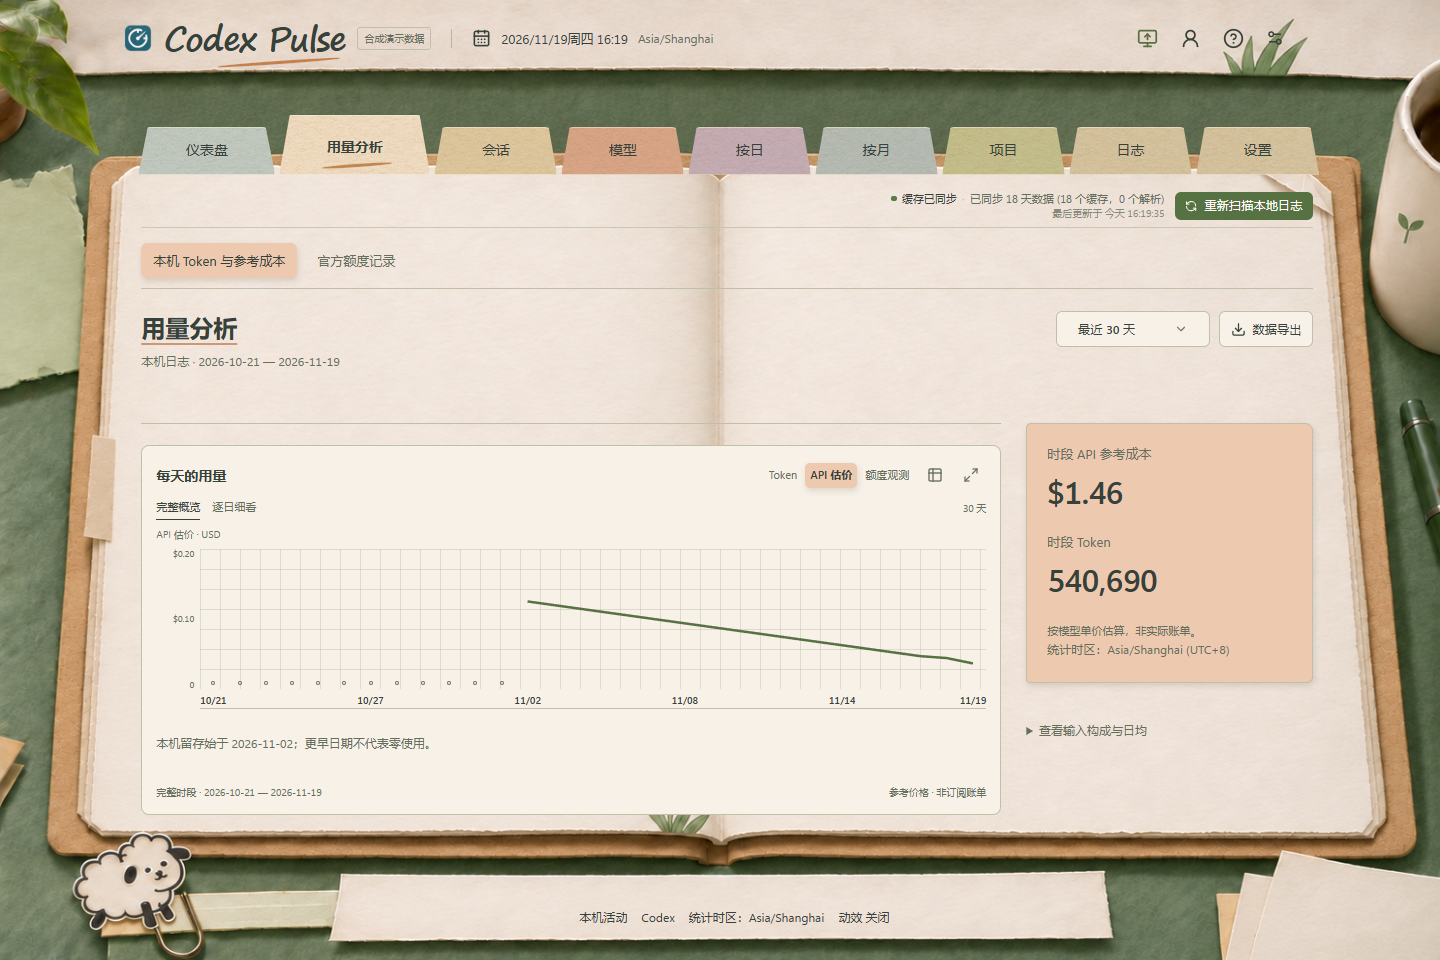 Codex Pulse 合成演示数据 2026/11/19周四 16:19 Asia/Shanghai
仪表盘 用量分析 会话 模型 按日 按月 项目 日志 设置
缓存已同步 · 已同步 18 天数据 (18 个缓存，0 个解析)
最后更新于 今天 16:19:35
重新扫描本地日志
本机 Token 与参考成本 官方额度记录
用量分析
本机日志 · 2026-10-21 — 2026-11-19
最近 30 天 数据导出
每天的用量
Token API 估价 额度观测
完整概览 逐日细看 30 天
API 估价 · USD
$0.20
$0.10
0
10/21 10/27 11/02 11/08 11/14 11/19
本机留存始于 2026-11-02；更早日期不代表零使用。
完整时段 · 2026-10-21 — 2026-11-19 参考价格 · 非订阅账单
时段 API 参考成本
$1.46
时段 Token
540,690
按模型单价估算，非实际账单。
统计时区：Asia/Shanghai (UTC+8)
查看输入构成与日均
本机活动 Codex 统计时区：Asia/Shanghai 动效 关闭